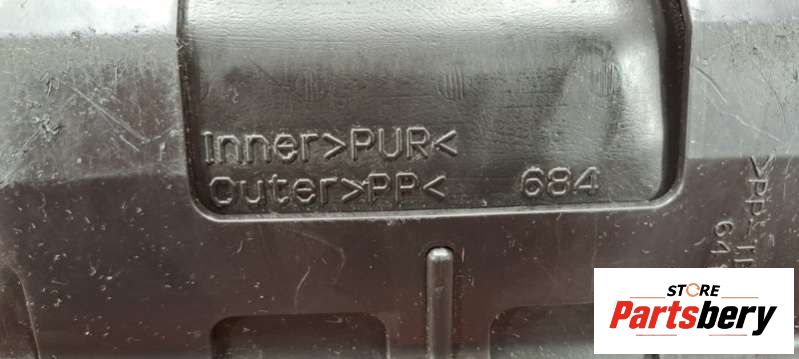 Inner>PUR<
Outer>PP<
684
STORE
Partsbery